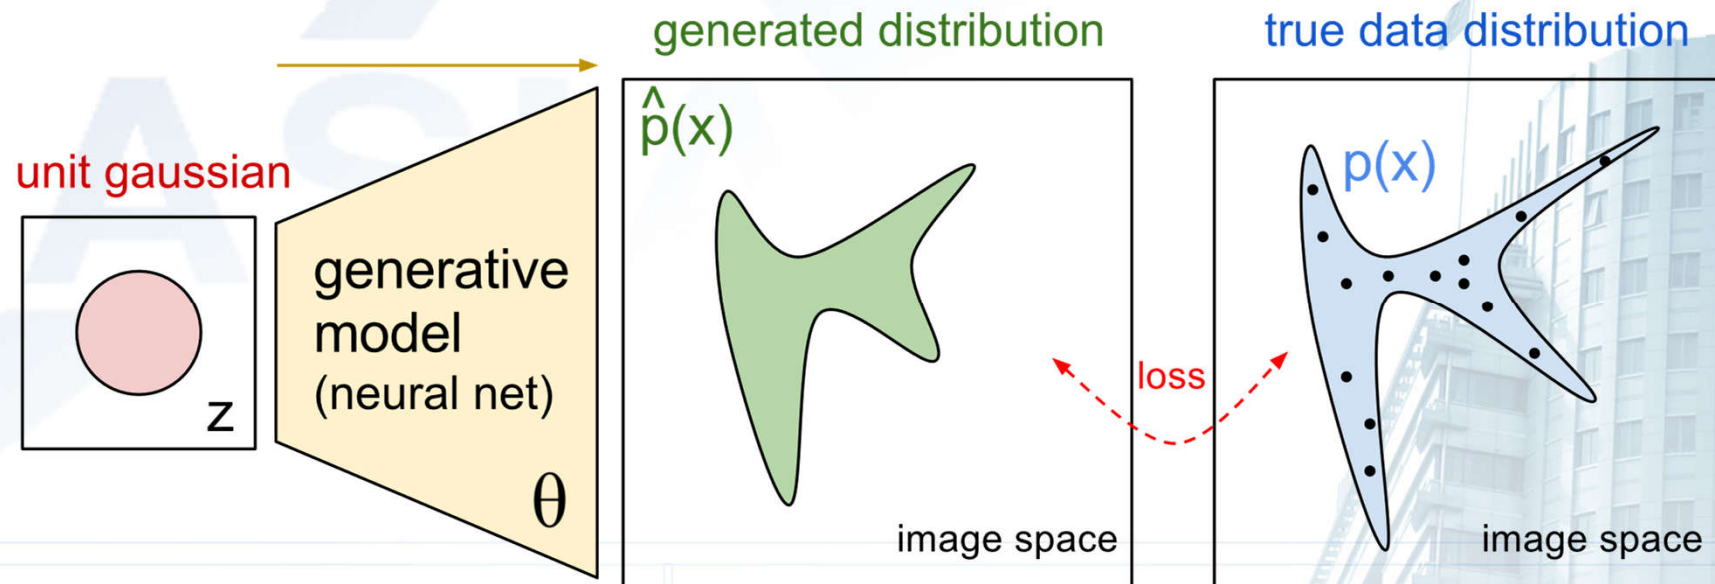 generated distribution
true data distribution
unit gaussian
z
generative
model
(neural net)
θ
p̂(x)
image space
loss
p(x)
image space